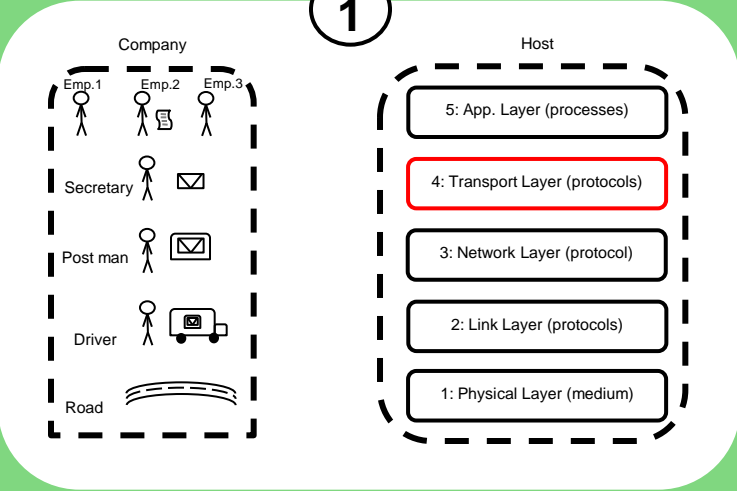 1
Company
Host
Emp.1 Emp.2 Emp.3
Secretary
Post man
Driver
Road
5: App. Layer (processes)
4: Transport Layer (protocols)
3: Network Layer (protocol)
2: Link Layer (protocols)
1: Physical Layer (medium)